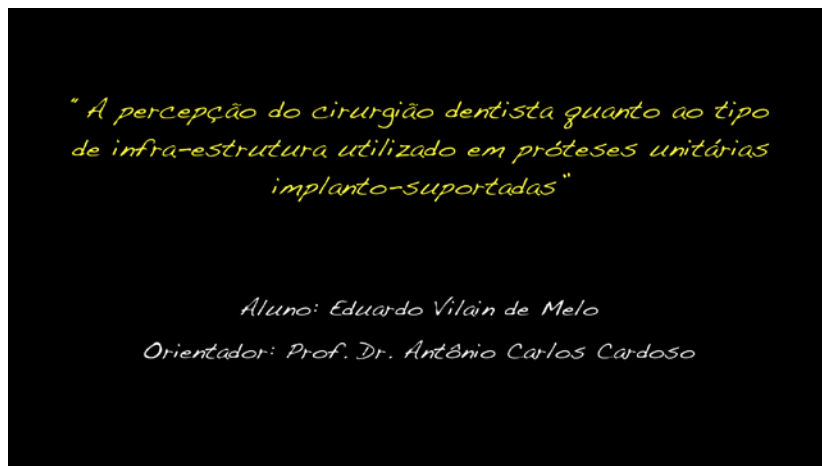 “ A percepção do cirurgião dentista quanto ao tipo
de infra-estrutura utilizado em próteses unitárias
implanto-suportadas”
Aluno: Eduardo Vilain de Melo
Orientador: Prof. Dr. Antônio Carlos Cardoso